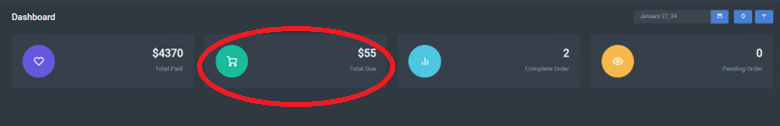 Dashboard
January 27, 24
$4370
Total Paid
$55
Total Due
2
Complete Order
0
Pending Order